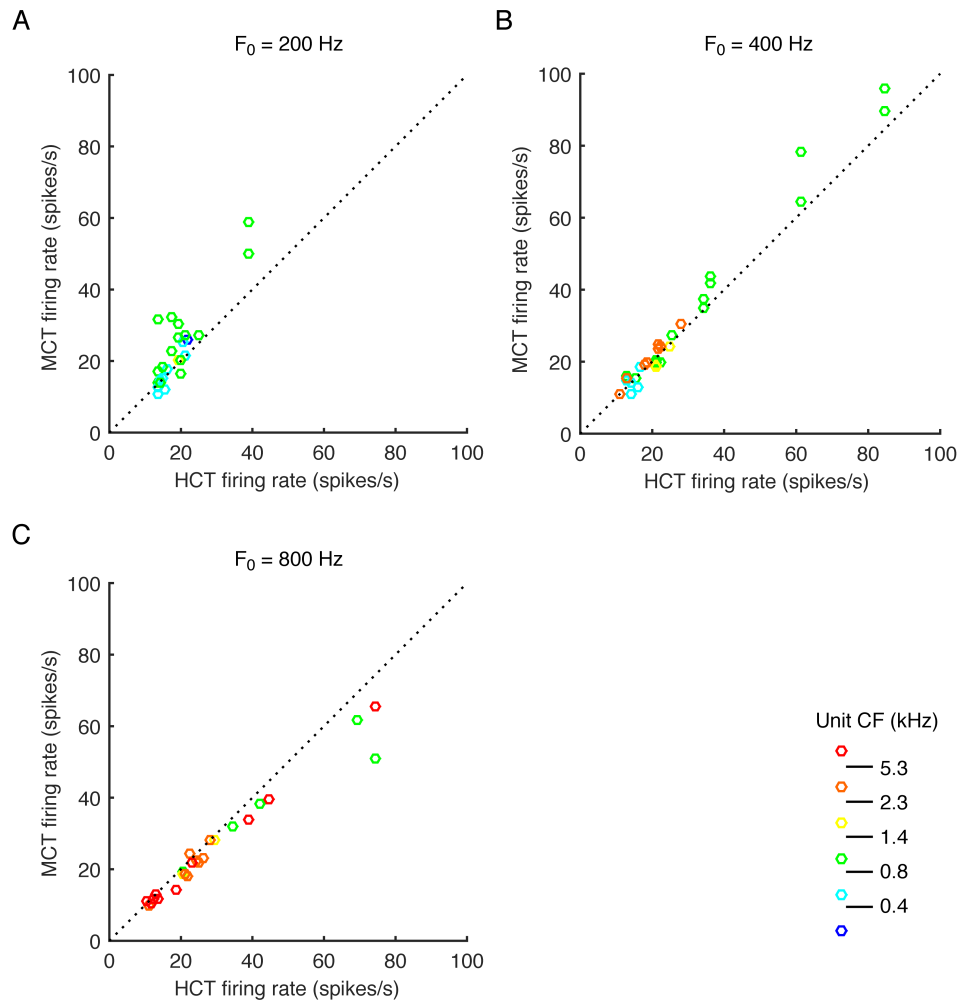 A
F0 = 200 Hz
100
80
60
40
20
0
0 20 40 60 80 100
MCT firing rate (spikes/s)
HCT firing rate (spikes/s)
B
F0 = 400 Hz
100
80
60
40
20
0
0 20 40 60 80 100
MCT firing rate (spikes/s)
HCT firing rate (spikes/s)
C
F0 = 800 Hz
100
80
60
40
20
0
0 20 40 60 80 100
MCT firing rate (spikes/s)
HCT firing rate (spikes/s)
Unit CF (kHz)
5.3
2.3
1.4
0.8
0.4